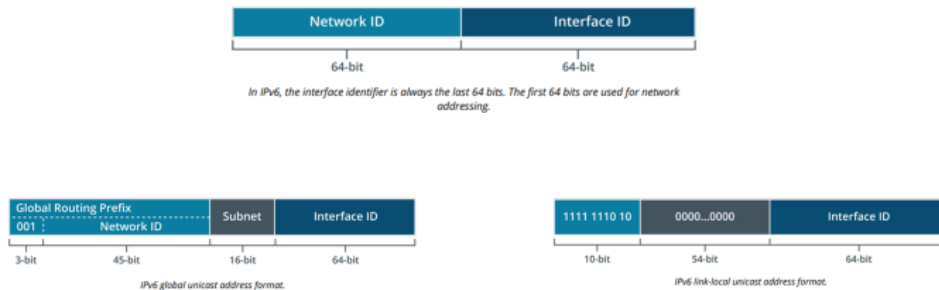 Network ID Interface ID
64-bit 64-bit
In IPv6, the interface identifier is always the last 64 bits. The first 64 bits are used for network
addressing.
Global Routing Prefix
001 Network ID
Subnet
Interface ID
3-bit 45-bit 16-bit 64-bit
IPv6 global unicast address format.
1111 1110 10 0000...0000 Interface ID
10-bit 54-bit 64-bit
IPv6 link-local unicast address format.